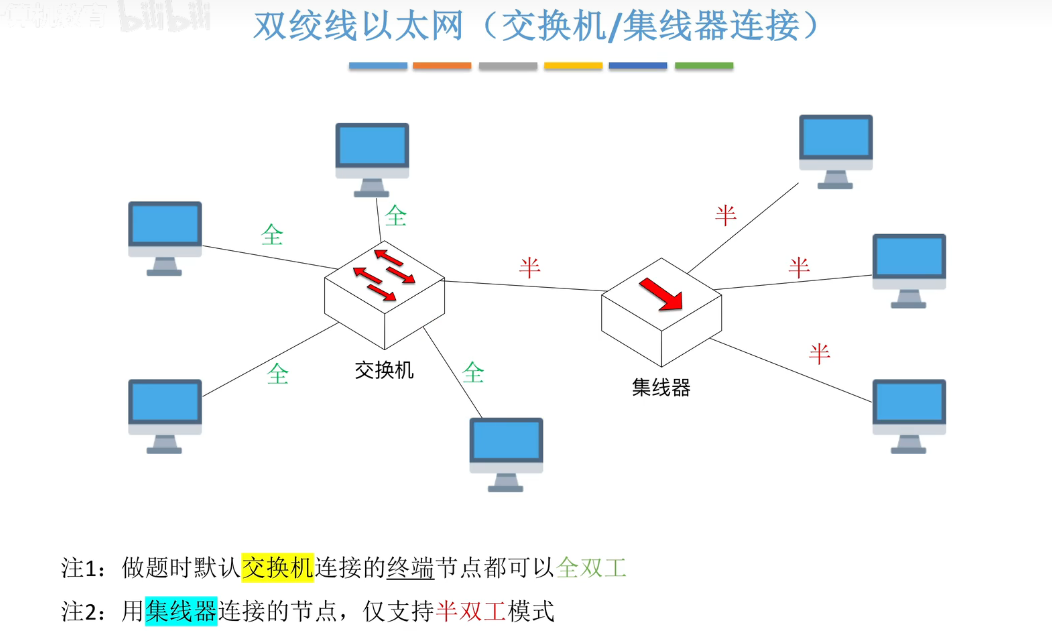 双绞线以太网（交换机/集线器连接）
bilibili
全
全
半
半
半
全
全
半
交换机
集线器
注1：做题时默认交换机连接的终端节点都可以全双工
注2：用集线器连接的节点，仅支持半双工模式